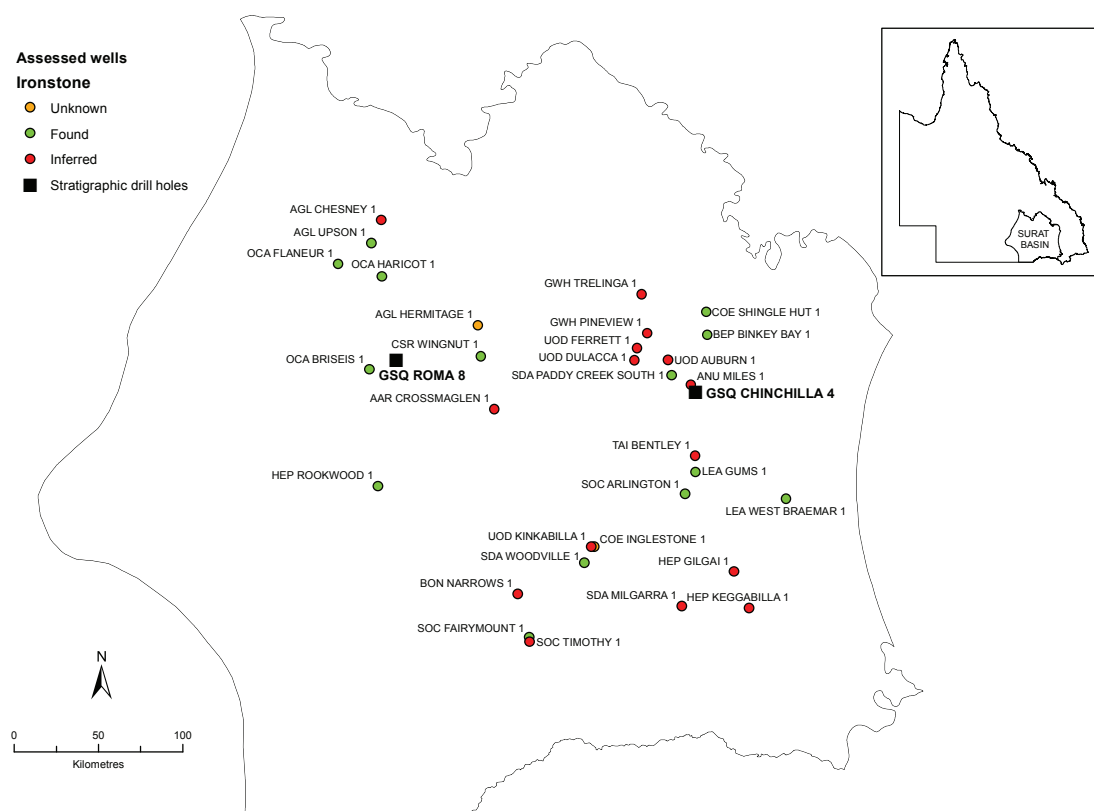 Assessed wells
Ironstone
Unknown
Found
Inferred
Stratigraphic drill holes
SURAT
BASIN
AGL CHESNEY 1
AGL UPSON 1
OCA FLANEUR 1
OCA HARICOT 1
GWH TRELINGA 1
AGL HERMITAGE 1
COE SHINGLE HUT 1
GWH PINEVIEW 1
BEP BINKEY BAY 1
CSR WINGNUT 1
UOD FERRETT 1
OCA BRISEIS 1
UOD DULACCA 1
UOD AUBURN 1
GSQ ROMA 8
SDA PADDY CREEK SOUTH 1
ANU MILES 1
GSQ CHINCHILLA 4
AAR CROSSMAGLEN 1
TAI BENTLEY 1
HEP ROOKWOOD 1
LEA GUMS 1
SOC ARLINGTON 1
LEA WEST BRAEMAR 1
UOD KINKABILLA 1
COE INGLESTONE 1
SDA WOODVILLE 1
HEP GILGAI 1
BON NARROWS 1
SDA MILGARRA 1
HEP KEGGABILLA 1
SOC FAIRYMOUNT 1
SOC TIMOTHY 1
N
0 50 100
Kilometres